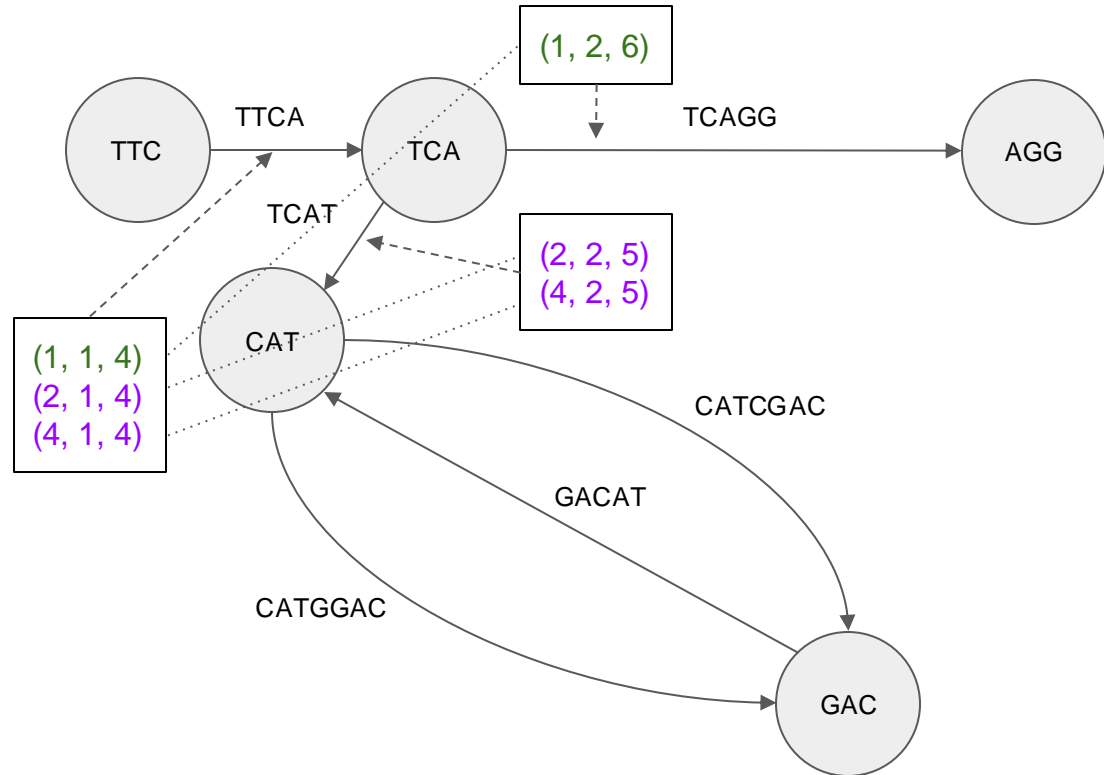 (1, 2, 6)
TTCA
TCAGG
TTC
TCA
AGG
TCAT
(2, 2, 5)
(4, 2, 5)
CAT
(1, 1, 4)
(2, 1, 4)
(4, 1, 4)
CATCGAC
GACAT
CATGGAC
GAC